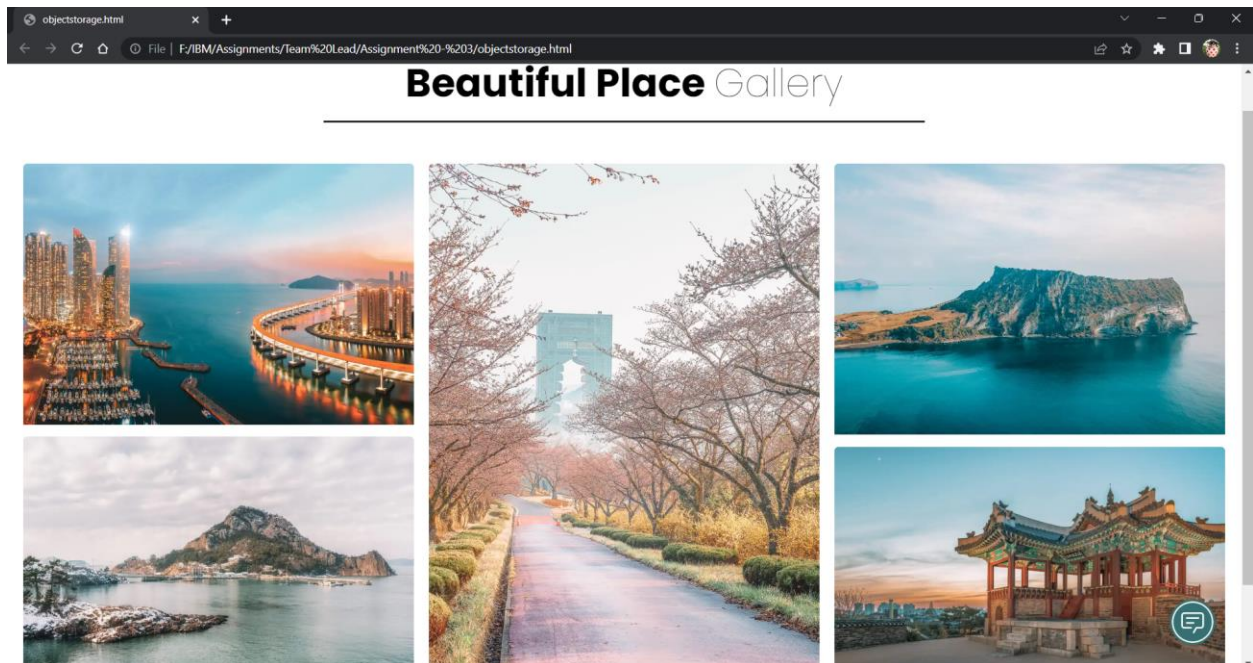 objectstorage.html
File | F:/IBM/Assignments/Team%20Lead/Assignment%20-%203/objectstorage.html
Beautiful Place Gallery